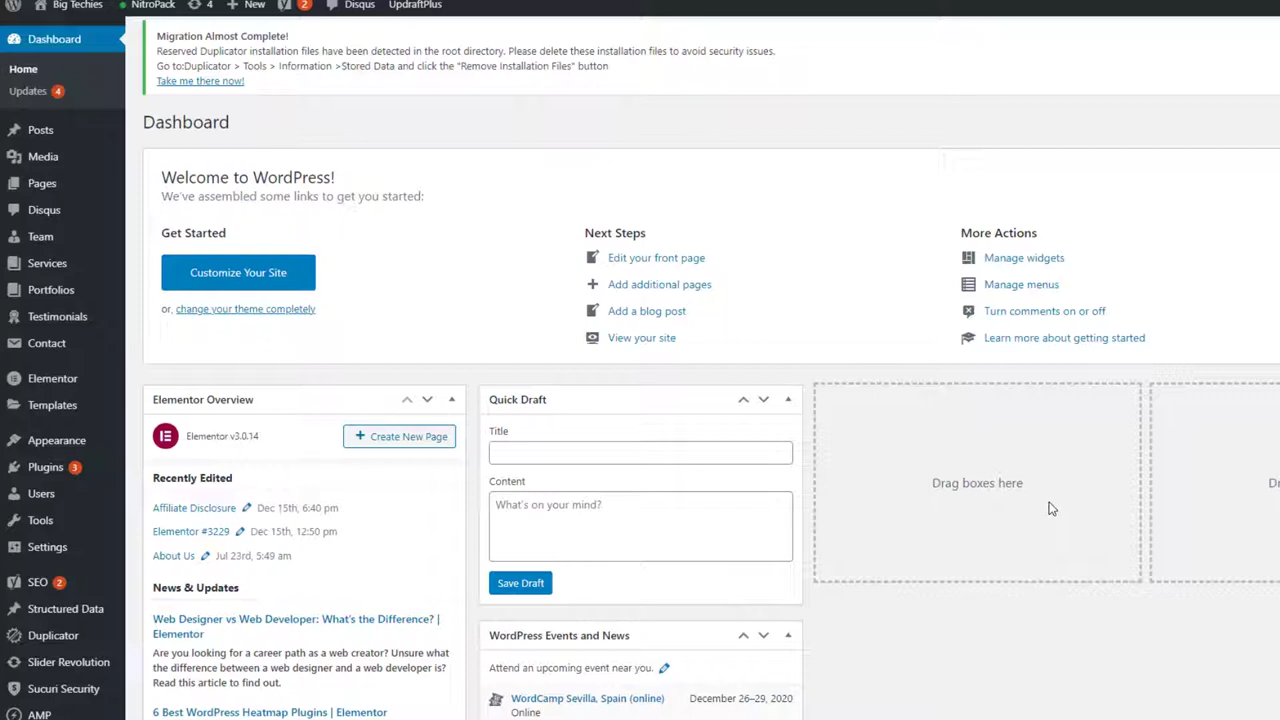 Big Techies
NitroPack
4
New
2
Disqus
UpdraftPlus
Dashboard
Home
Updates 4
Posts
Media
Pages
Disqus
Team
Services
Portfolios
Testimonials
Contact
Elementor
Templates
Appearance
Plugins 3
Users
Tools
Settings
SEO 2
Structured Data
Duplicator
Slider Revolution
Sucuri Security
AMP
Migration Almost Complete!
Reserved Duplicator installation files have been detected in the root directory. Please delete these installation files to avoid security issues.
Go to:Duplicator > Tools > Information >Stored Data and click the "Remove Installation Files" button
Take me there now!
Dashboard
Welcome to WordPress!
We've assembled some links to get you started:
Get Started
Customize Your Site
or, change your theme completely
Next Steps
Edit your front page
Add additional pages
Add a blog post
View your site
More Actions
Manage widgets
Manage menus
Turn comments on or off
Learn more about getting started
Elementor Overview
Elementor v3.0.14
+ Create New Page
Recently Edited
Affiliate Disclosure Dec 15th, 6:40 pm
Elementor #3229 Dec 15th, 12:50 pm
About Us Jul 23rd, 5:49 am
News & Updates
Web Designer vs Web Developer: What's the Difference? |
Elementor
Are you looking for a career path as a web creator? Unsure what
the difference between a web designer and a web developer is?
Read this article to find out.
6 Best WordPress Heatmap Plugins | Elementor
Quick Draft
Title
Content
What's on your mind?
Save Draft
WordPress Events and News
Attend an upcoming event near you.
WordCamp Sevilla, Spain (online) December 26–29, 2020
Online
Drag boxes here